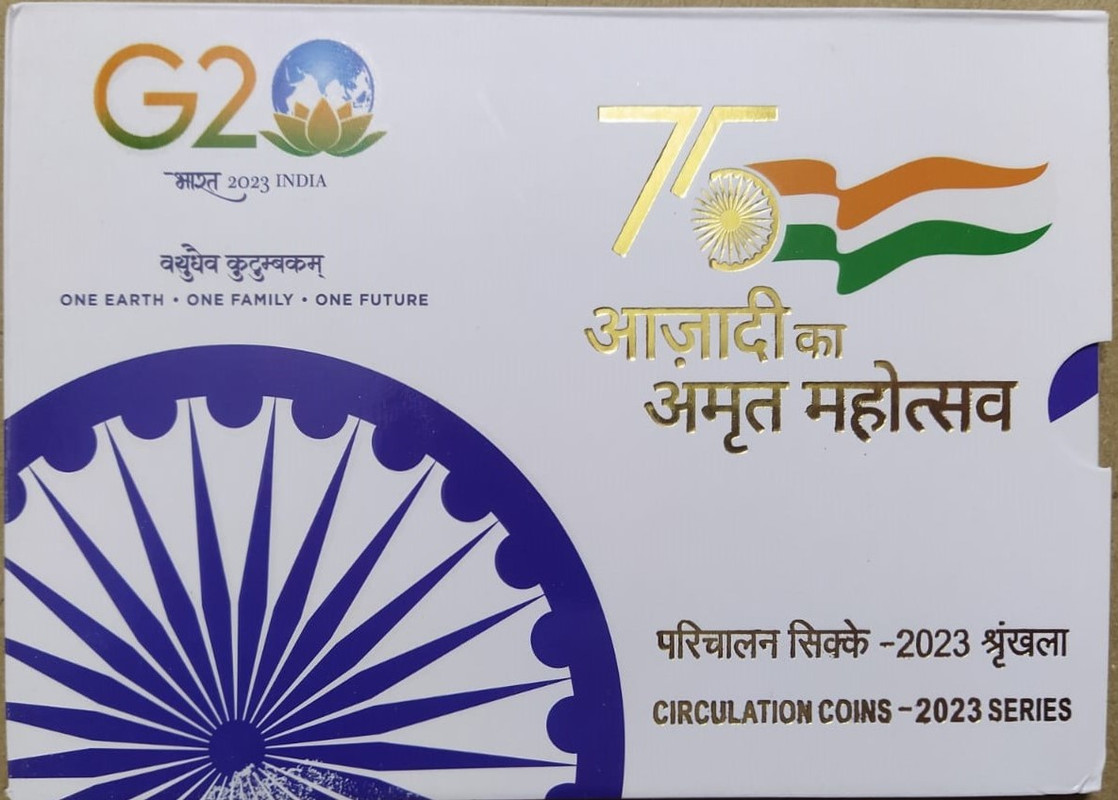 G20
भारत 2023 INDIA
वसुधैव कुटुम्बकम्
ONE EARTH • ONE FAMILY • ONE FUTURE
75
आज़ादी का
अमृत महोत्सव
परिचालन सिक्के -2023 श्रृंखला
CIRCULATION COINS - 2023 SERIES